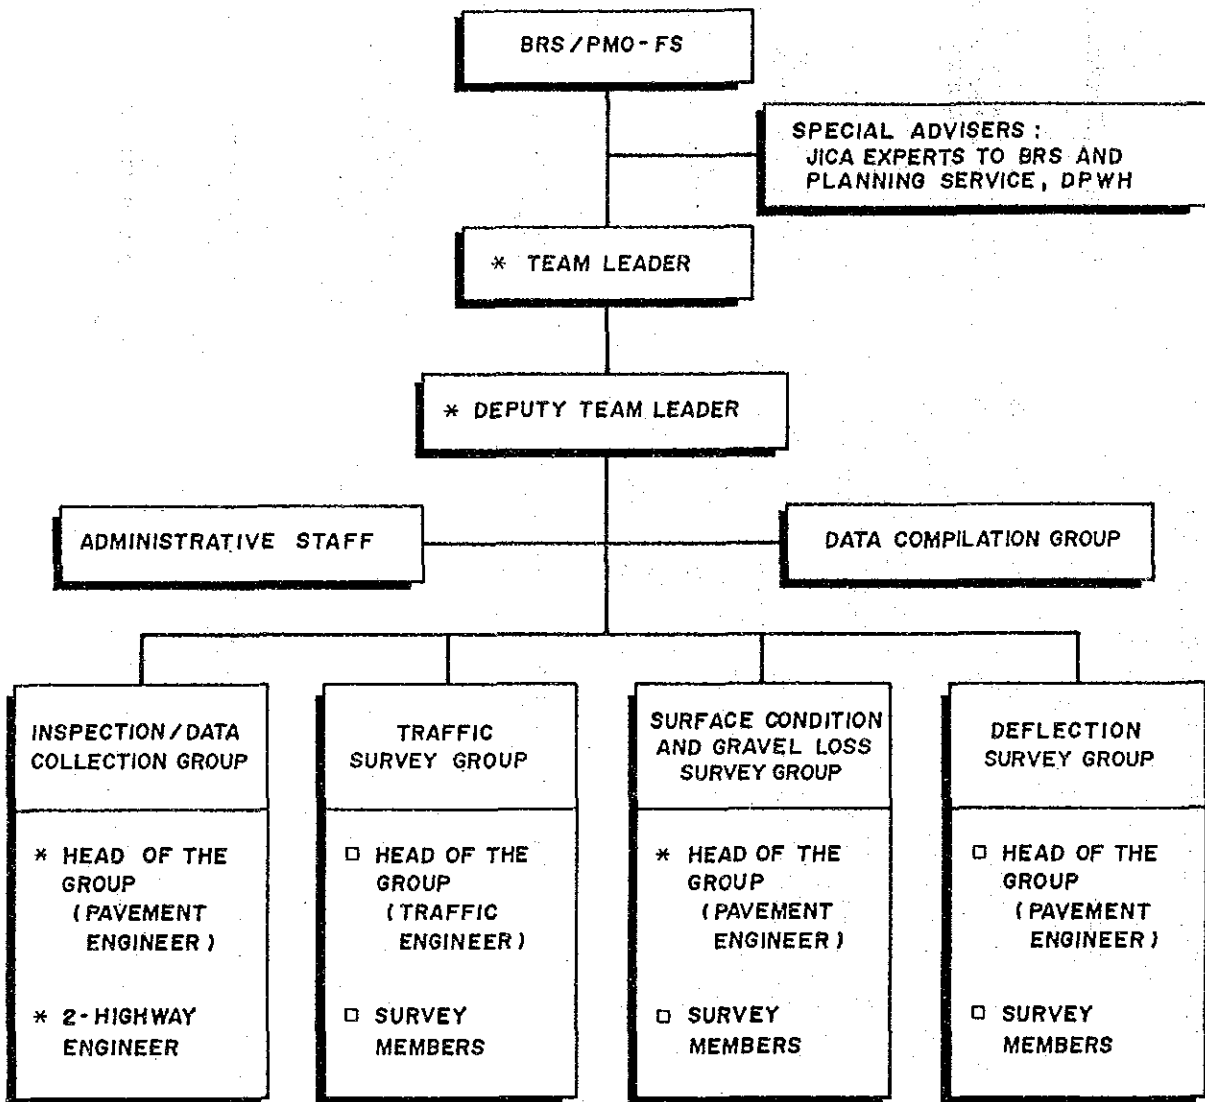 BRS/PMO-FS
SPECIAL ADVISERS :
JICA EXPERTS TO BRS AND
PLANNING SERVICE, DPWH
* TEAM LEADER
* DEPUTY TEAM LEADER
ADMINISTRATIVE STAFF
DATA COMPILATION GROUP
INSPECTION/DATA
COLLECTION GROUP
* HEAD OF THE
GROUP
(PAVEMENT
ENGINEER)
* 2-HIGHWAY
ENGINEER
TRAFFIC
SURVEY GROUP
□ HEAD OF THE
GROUP
(TRAFFIC
ENGINEER)
□ SURVEY
MEMBERS
SURFACE CONDITION
AND GRAVEL LOSS
SURVEY GROUP
* HEAD OF THE
GROUP
(PAVEMENT
ENGINEER)
□ SURVEY
MEMBERS
DEFLECTION
SURVEY GROUP
□ HEAD OF THE
GROUP
(PAVEMENT
ENGINEER)
□ SURVEY
MEMBERS